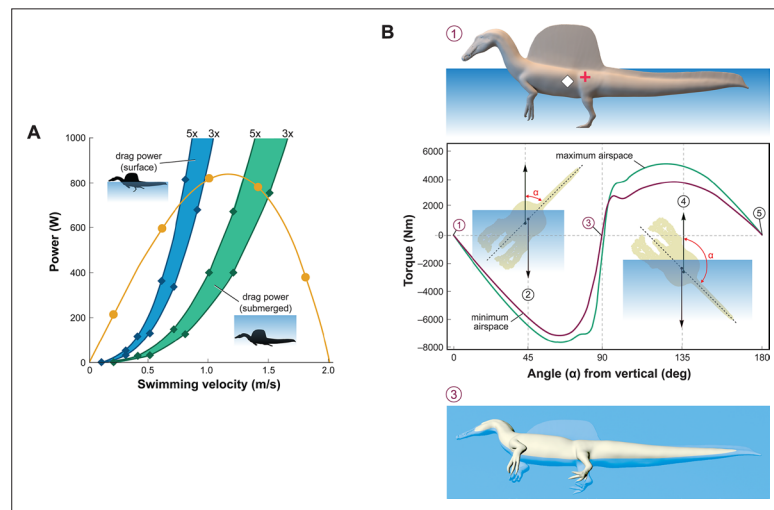 A
1000
800
600
400
200
0
0
0.5
1.0
1.5
2.0
5x
3x
5x
3x
drag power
(surface)
drag power
(submerged)
Power (W)
Swimming velocity (m/s)
B
1
6000
4000
2000
0
–2000
–4000
–6000
–8000
Torque (Nm)
maximum airspace
α
1
2
3
4
5
α
minimum
airspace
0
45
90
135
180
Angle (α) from vertical (deg)
3